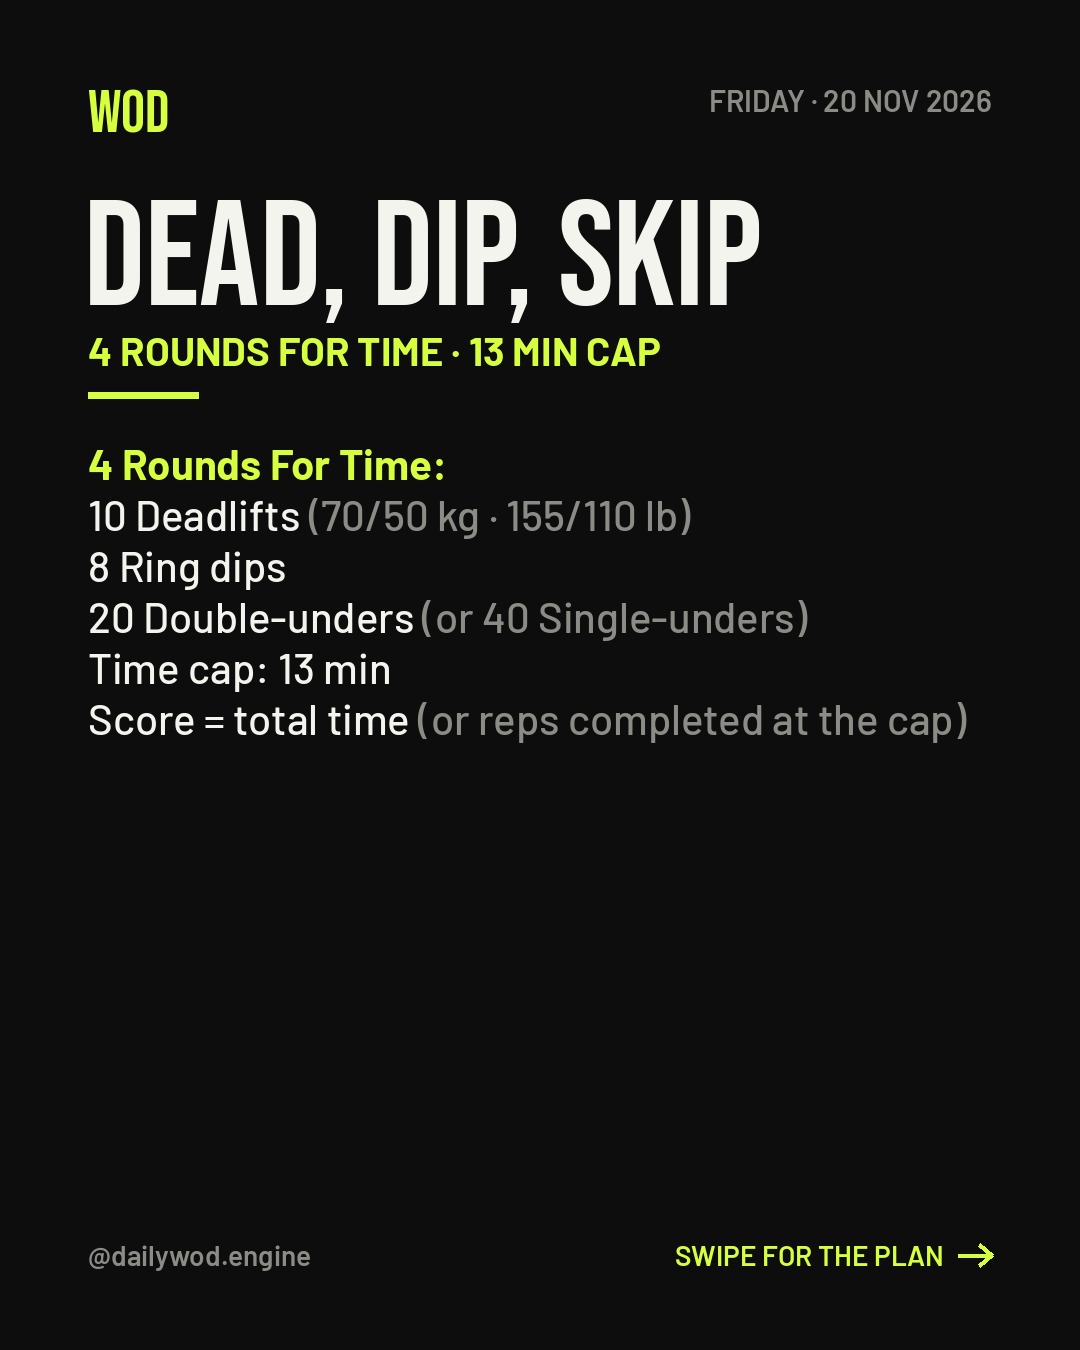 WOD
FRIDAY · 20 NOV 2026
DEAD, DIP, SKIP
4 ROUNDS FOR TIME · 13 MIN CAP
4 Rounds For Time:
10 Deadlifts (70/50 kg · 155/110 lb)
8 Ring dips
20 Double-unders (or 40 Single-unders)
Time cap: 13 min
Score = total time (or reps completed at the cap)
@dailywod.engine
SWIPE FOR THE PLAN →